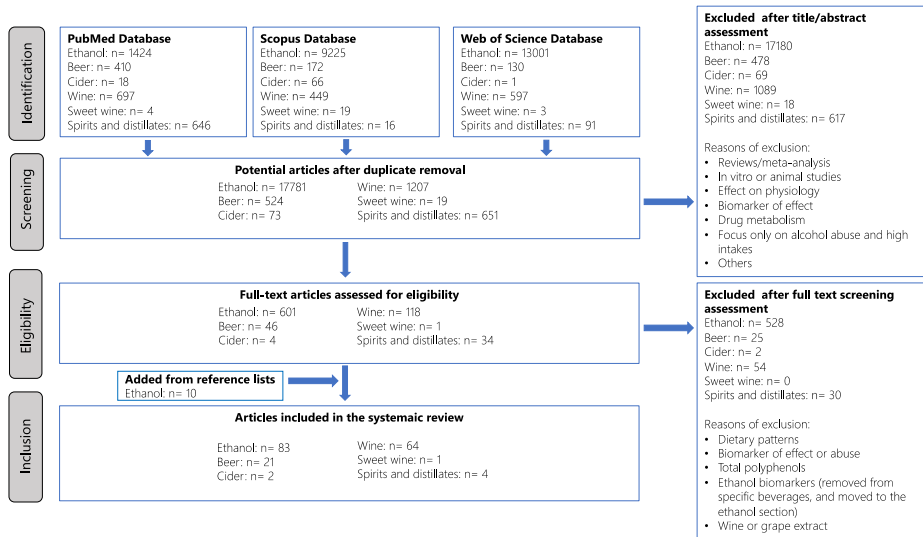 Identification
PubMed Database
Ethanol: n= 1424
Beer: n= 410
Cider: n= 18
Wine: n= 697
Sweet wine: n= 4
Spirits and distillates: n= 646
Scopus Database
Ethanol: n= 9225
Beer: n= 172
Cider: n= 66
Wine: n= 449
Sweet wine: n= 19
Spirits and distillates: n= 16
Web of Science Database
Ethanol: n= 13001
Beer: n= 130
Cider: n= 1
Wine: n= 597
Sweet wine: n= 3
Spirits and distillates: n= 91
Excluded after title/abstract
assessment
Ethanol: n= 17180
Beer: n= 478
Cider: n= 69
Wine: n= 1089
Sweet wine: n= 18
Spirits and distillates: n= 617
Reasons of exclusion:
• Reviews/meta-analysis
• In vitro or animal studies
• Effect on physiology
• Biomarker of effect
• Drug metabolism
• Focus only on alcohol abuse and high
intakes
• Others
Screening
Potential articles after duplicate removal
Ethanol: n= 17781
Beer: n= 524
Cider: n= 73
Wine: n= 1207
Sweet wine: n= 19
Spirits and distillates: n= 651
Eligibility
Full-text articles assessed for eligibility
Ethanol: n= 601
Beer: n= 46
Cider: n= 4
Wine: n= 118
Sweet wine: n= 1
Spirits and distillates: n= 34
Excluded after full text screening
assessment
Ethanol: n= 528
Beer: n= 25
Cider: n= 2
Wine: n= 54
Sweet wine: n= 0
Spirits and distillates: n= 30
Reasons of exclusion:
• Dietary patterns
• Biomarker of effect or abuse
• Total polyphenols
• Ethanol biomarkers (removed from
specific beverages, and moved to the
ethanol section)
• Wine or grape extract
Added from reference lists
Ethanol: n= 10
Inclusion
Articles included in the systemaic review
Ethanol: n= 83
Beer: n= 21
Cider: n= 2
Wine: n= 64
Sweet wine: n= 1
Spirits and distillates: n= 4